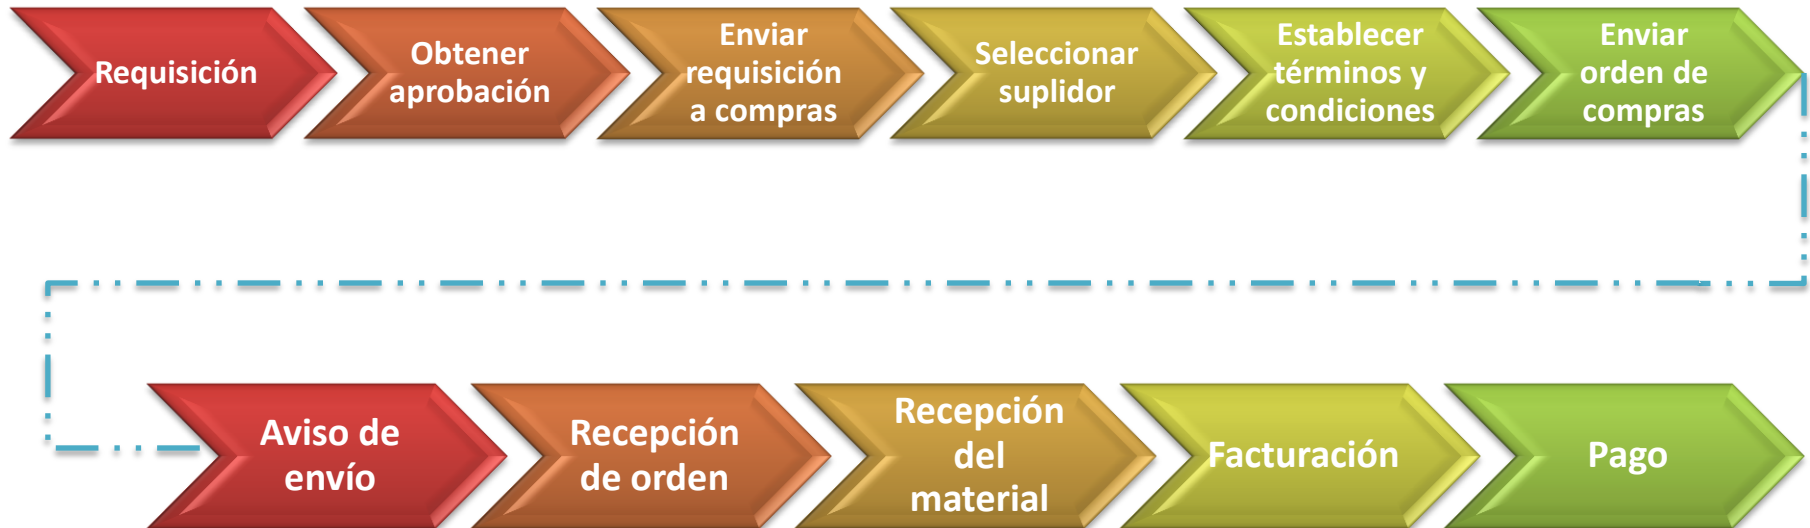 Requisición
Obtener
aprobación
Enviar
requisición
a compras
Seleccionar
suplidor
Establecer
términos y
condiciones
Enviar
orden de
compras
Aviso de
envío
Recepción
de orden
Recepción
del
material
Facturación
Pago